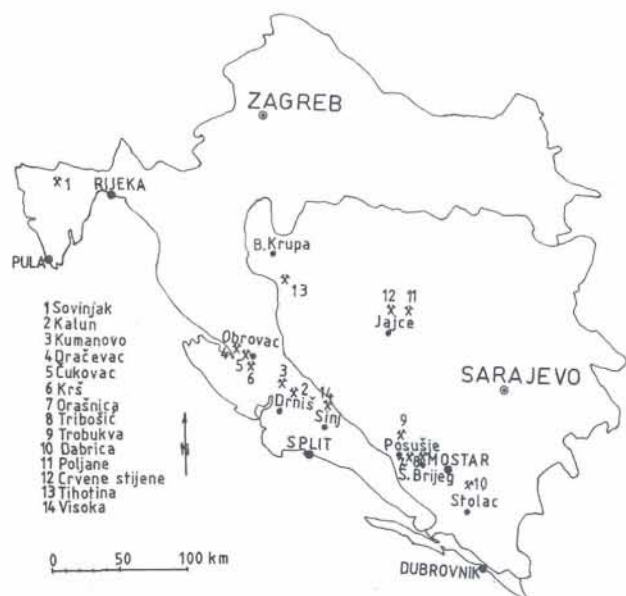 ZAGREB
1
RIJEKA
PULA
B. Krupa
13
12 11
Jajce
1 Sovinjak
2 Kalun
3 Kumanovo
4 Dračevac
5 Čukovac
6 Krš
7 Orašnica
8 Tribošić
9 Trobukva
10 Dabrica
11 Poljane
12 Crvene stijene
13 Tihotina
14 Visoka
N
Obrovac
4
5
6
3
2
14
Drniš
Sinj
SPLIT
SARAJEVO
9
Posušje
7 8 MOSTAR
Š. Brijeg
10
Stolac
DUBROVNIK
0 50 100 km